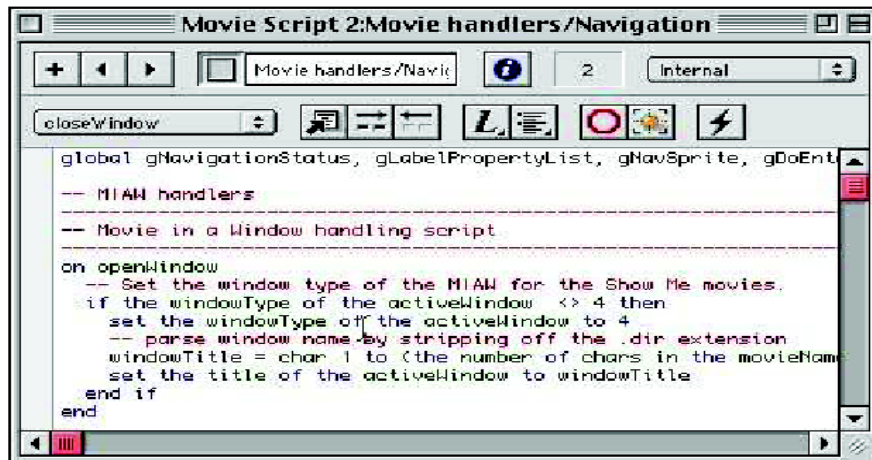 Movie Script 2:Movie handlers/Navigation
Movie handlers/Navig
2
Internal
closeWindow
L
global gNavigationStatus, gLabelPropertyList, gNavSprite, gDoEnt
-- MIAW handlers
-- Movie in a Window handling script
on openWindow
-- Set the window type of the MIAW for the Show Me movies.
if the windowType of the activeWindow <> 4 then
set the windowType of the activeWindow to 4
-- parse window name by stripping off the .dir extension
windowTitle = char 1 to (the number of chars in the movieName
set the title of the activeWindow to windowTitle
end if
end